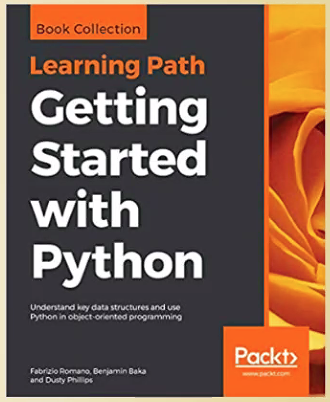 Book Collection
Learning Path
Getting
Started
with
Python
Understand key data structures and use
Python in object-oriented programming
Fabrizio Romano, Benjamin Baka
and Dusty Phillips
Packt>
www.packt.com